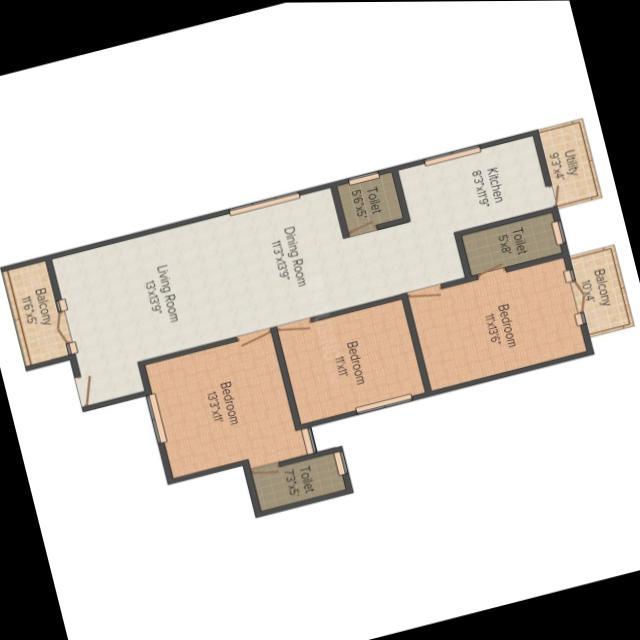 Utility
9'3"x4'
Kitchen
8'3"x11'9"
Toilet
5'6"x5'
Toilet
5'x8'
Dining Room
11'3"x13'9"
Living Room
13'x13'9"
Balcony
11'6"x5'
Balcony
10'x4'
Bedroom
11'x13'6"
Bedroom
11'x11'
Bedroom
13'3"x11'
Toilet
7'3"x5'